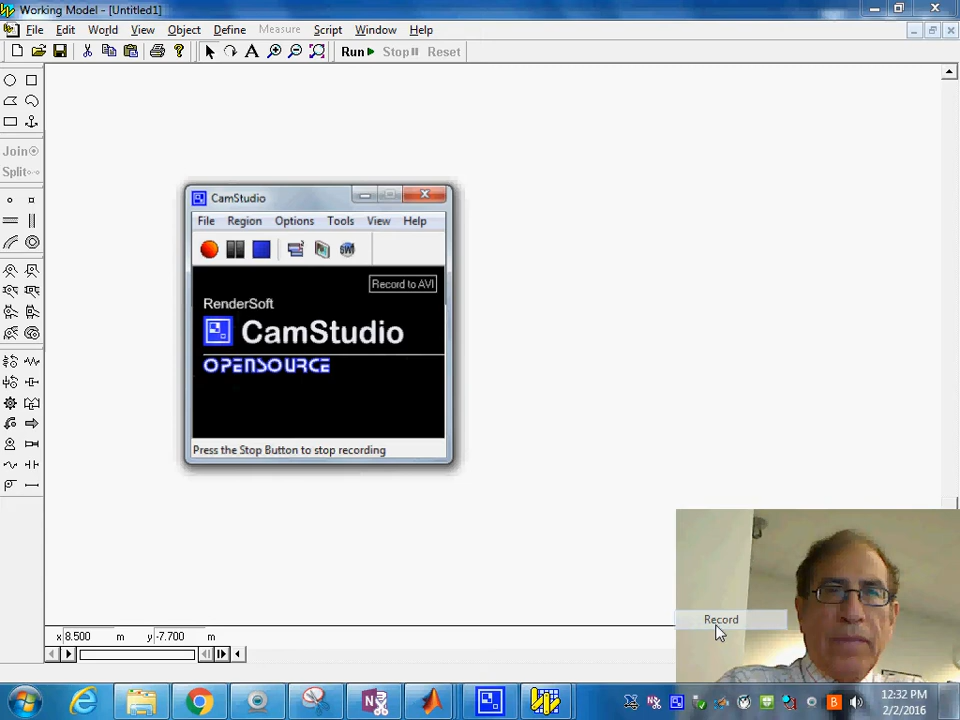 Working Model - [Untitled1]
File Edit World View Object Define Measure Script Window Help
A ? Run Stop Reset
Join
Split
CamStudio
File Region Options Tools View Help
SWF
Record to AVI
RenderSoft
CamStudio
OPENSOURCE
Press the Stop Button to stop recording
Record
x 8.500 m y -7.700 m
12:32 PM
2/2/2016